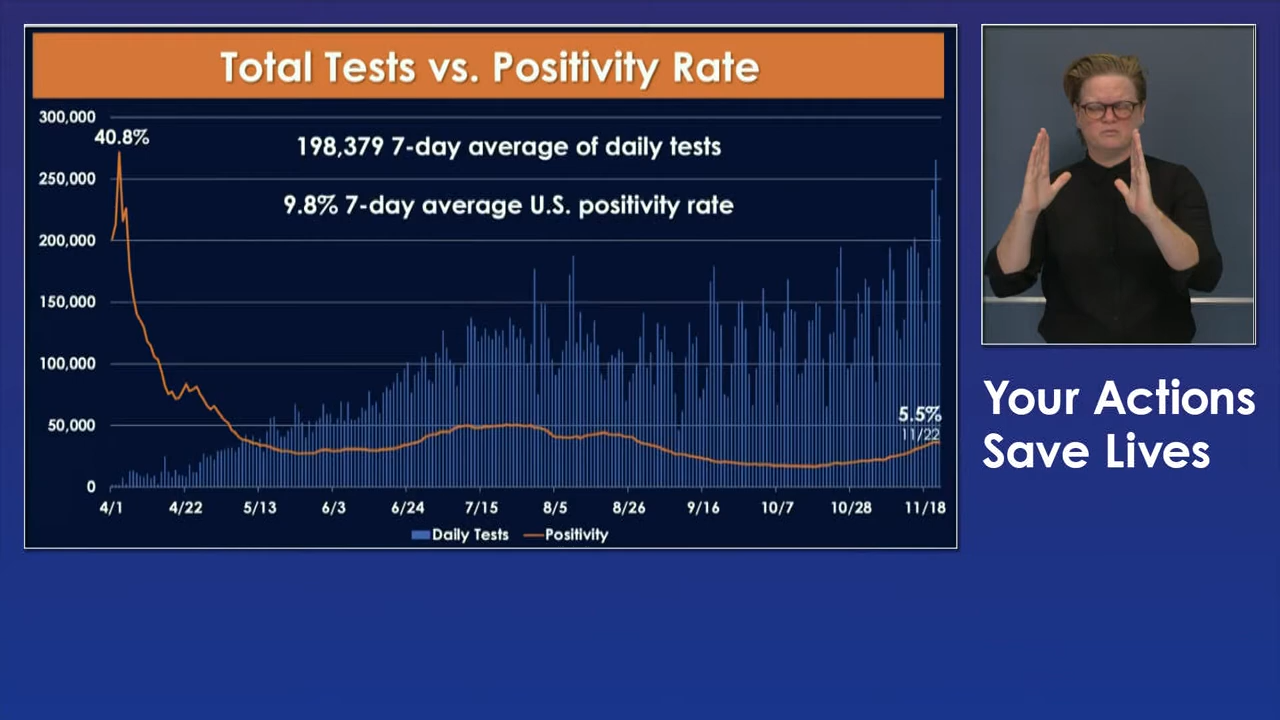 Total Tests vs. Positivity Rate
300,000
40.8%
198,379 7-day average of daily tests
250,000
9.8% 7-day average U.S. positivity rate
200,000
150,000
100,000
50,000
5.5%
11/22
0
4/1 4/22 5/13 6/3 6/24 7/15 8/5 8/26 9/16 10/7 10/28 11/18
Daily Tests Positivity
Your Actions
Save Lives